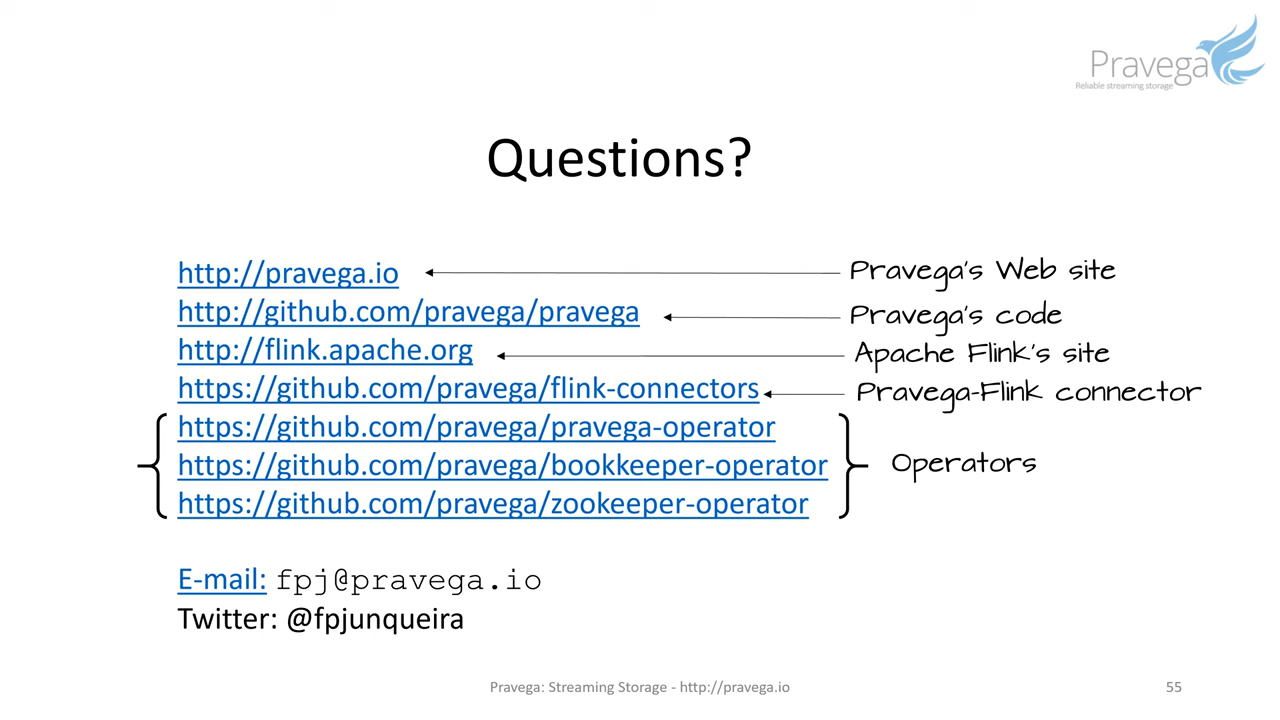 Pravega
Reliable streaming storage
Questions?
http://pravega.io
Pravega's Web site
http://github.com/pravega/pravega
Pravega's code
http://flink.apache.org
Apache Flink's site
https://github.com/pravega/flink-connectors
Pravega-Flink connector
https://github.com/pravega/pravega-operator
https://github.com/pravega/bookkeeper-operator
Operators
https://github.com/pravega/zookeeper-operator
E-mail: fpj@pravega.io
Twitter: @fpjunqueira
Pravega: Streaming Storage - http://pravega.io
55